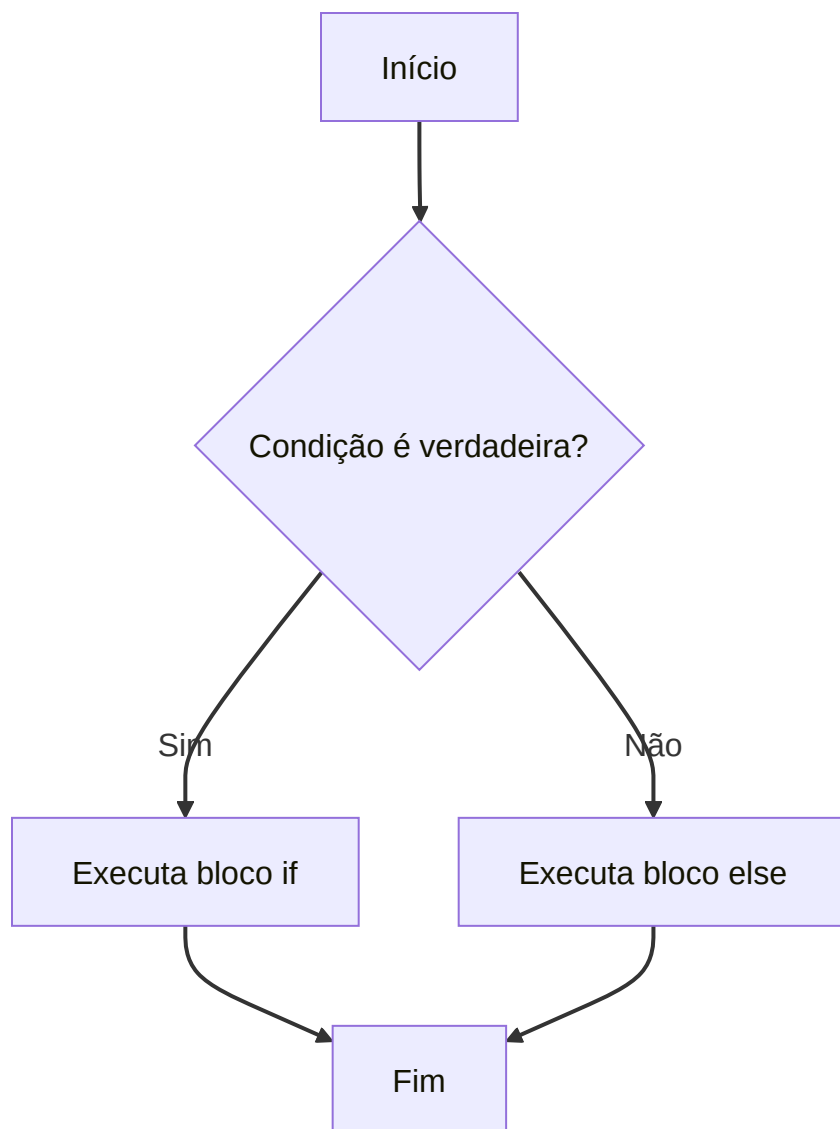 Início
Condição é verdadeira?
Sim
Não
Executa bloco if
Executa bloco else
Fim